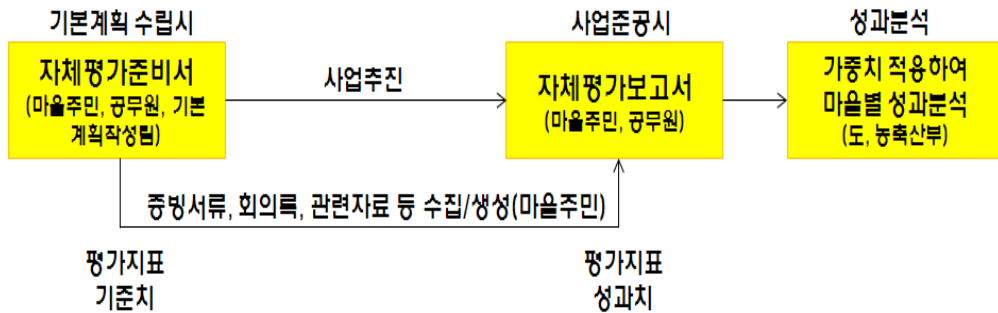 기본계획 수립시
자체평가준비서
(마을주민, 공무원, 기본
계획작성팀)
사업추진
사업준공시
자체평가보고서
(마을주민, 공무원)
성과분석
가중치 적용하여
마을별 성과분석
(도, 농축산부)
증빙서류, 회의록, 관련자료 등 수집/생성(마을주민)
평가지표
기준치
평가지표
성과치